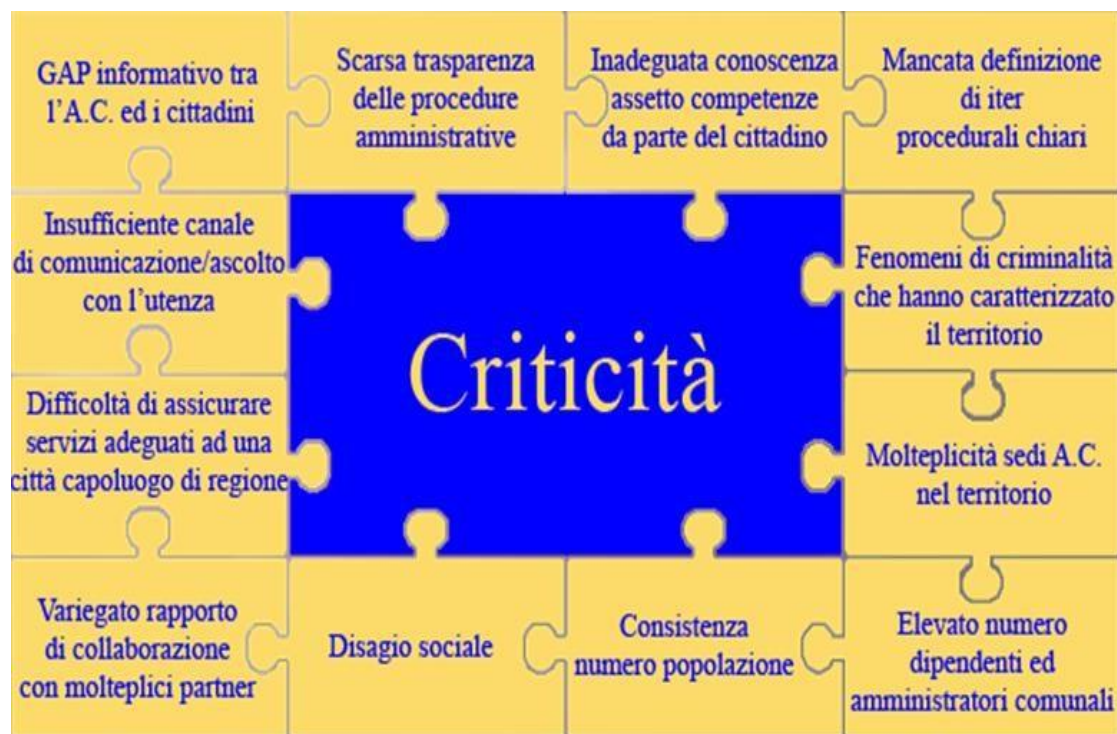 GAP informativo tra
l'A.C. ed i cittadini
Scarsa trasparenza
delle procedure
amministrative
Inadeguata conoscenza
assetto competenze
da parte del cittadino
Mancata definizione
di iter
procedurali chiari
Insufficiente canale
di comunicazione/ascolto
con l'utenza
Fenomeni di criminalità
che hanno caratterizzato
il territorio
Criticità
Difficoltà di assicurare
servizi adeguati ad una
città capoluogo di regione
Molteplicità sedi A.C.
nel territorio
Variegato rapporto
di collaborazione
con molteplici partner
Disagio sociale
Consistenza
numero popolazione
Elevato numero
dipendenti ed
amministratori comunali